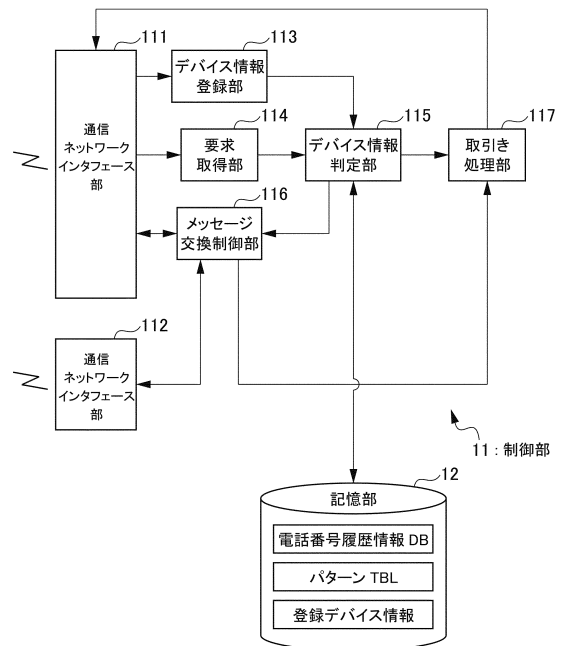 111
113
デバイス情報
登録部
114
要求
取得部
115
デバイス情報
判定部
117
取引き
処理部
通信
ネットワーク
インタフェース
部
116
メッセージ
交換制御部
112
通信
ネットワーク
インタフェース
部
11：制御部
12
記憶部
電話番号履歴情報 DB
パターン TBL
登録デバイス情報